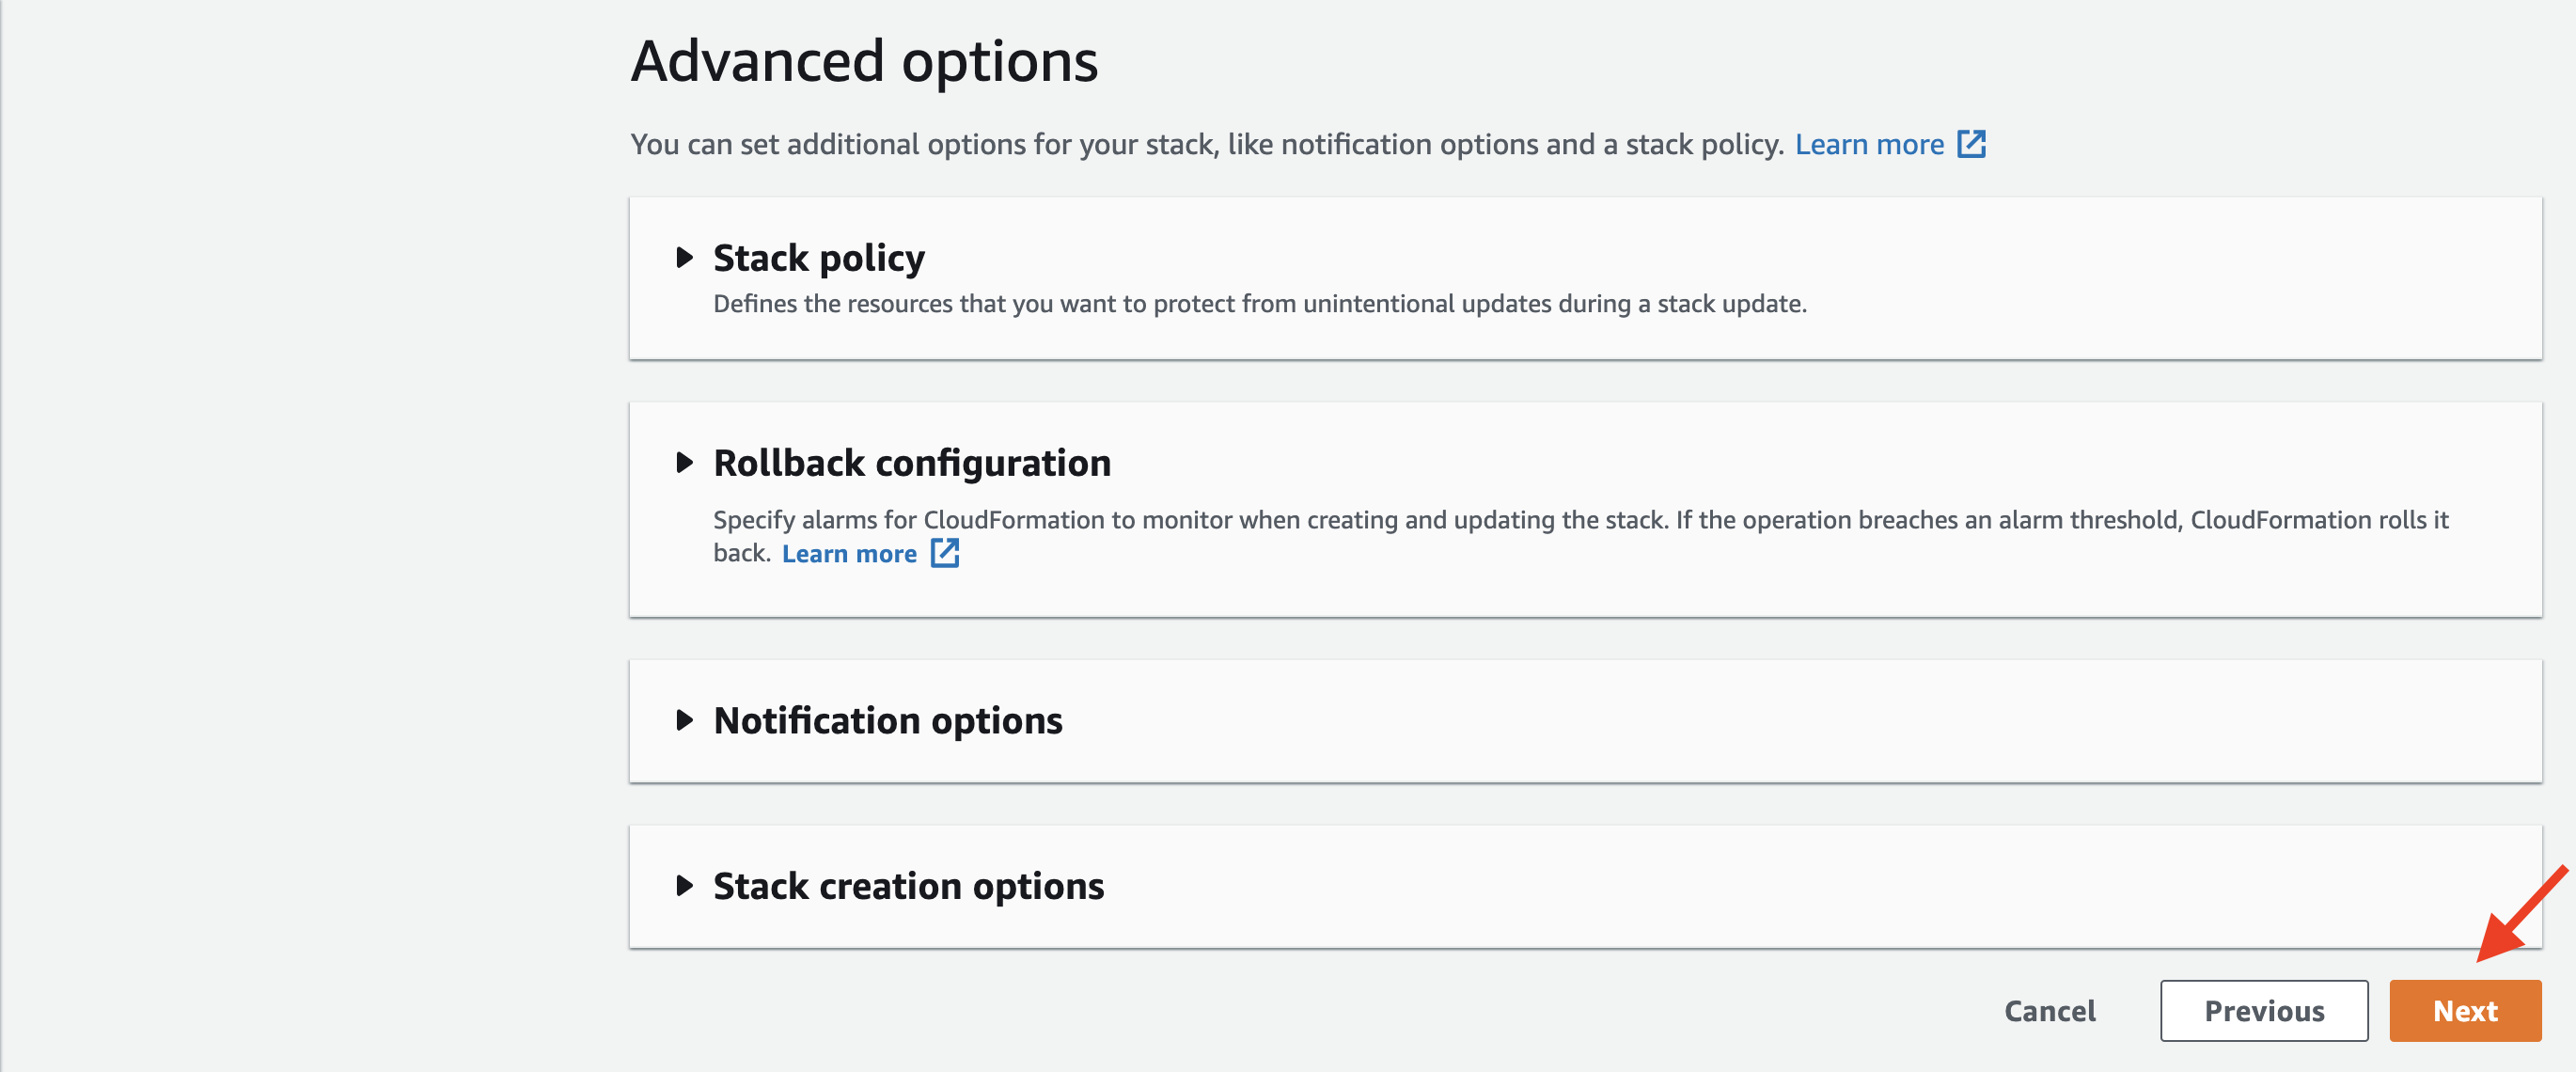 Advanced options
You can set additional options for your stack, like notification options and a stack policy. Learn more
Stack policy
Defines the resources that you want to protect from unintentional updates during a stack update.
Rollback configuration
Specify alarms for CloudFormation to monitor when creating and updating the stack. If the operation breaches an alarm threshold, CloudFormation rolls it
back. Learn more
Notification options
Stack creation options
Cancel Previous Next